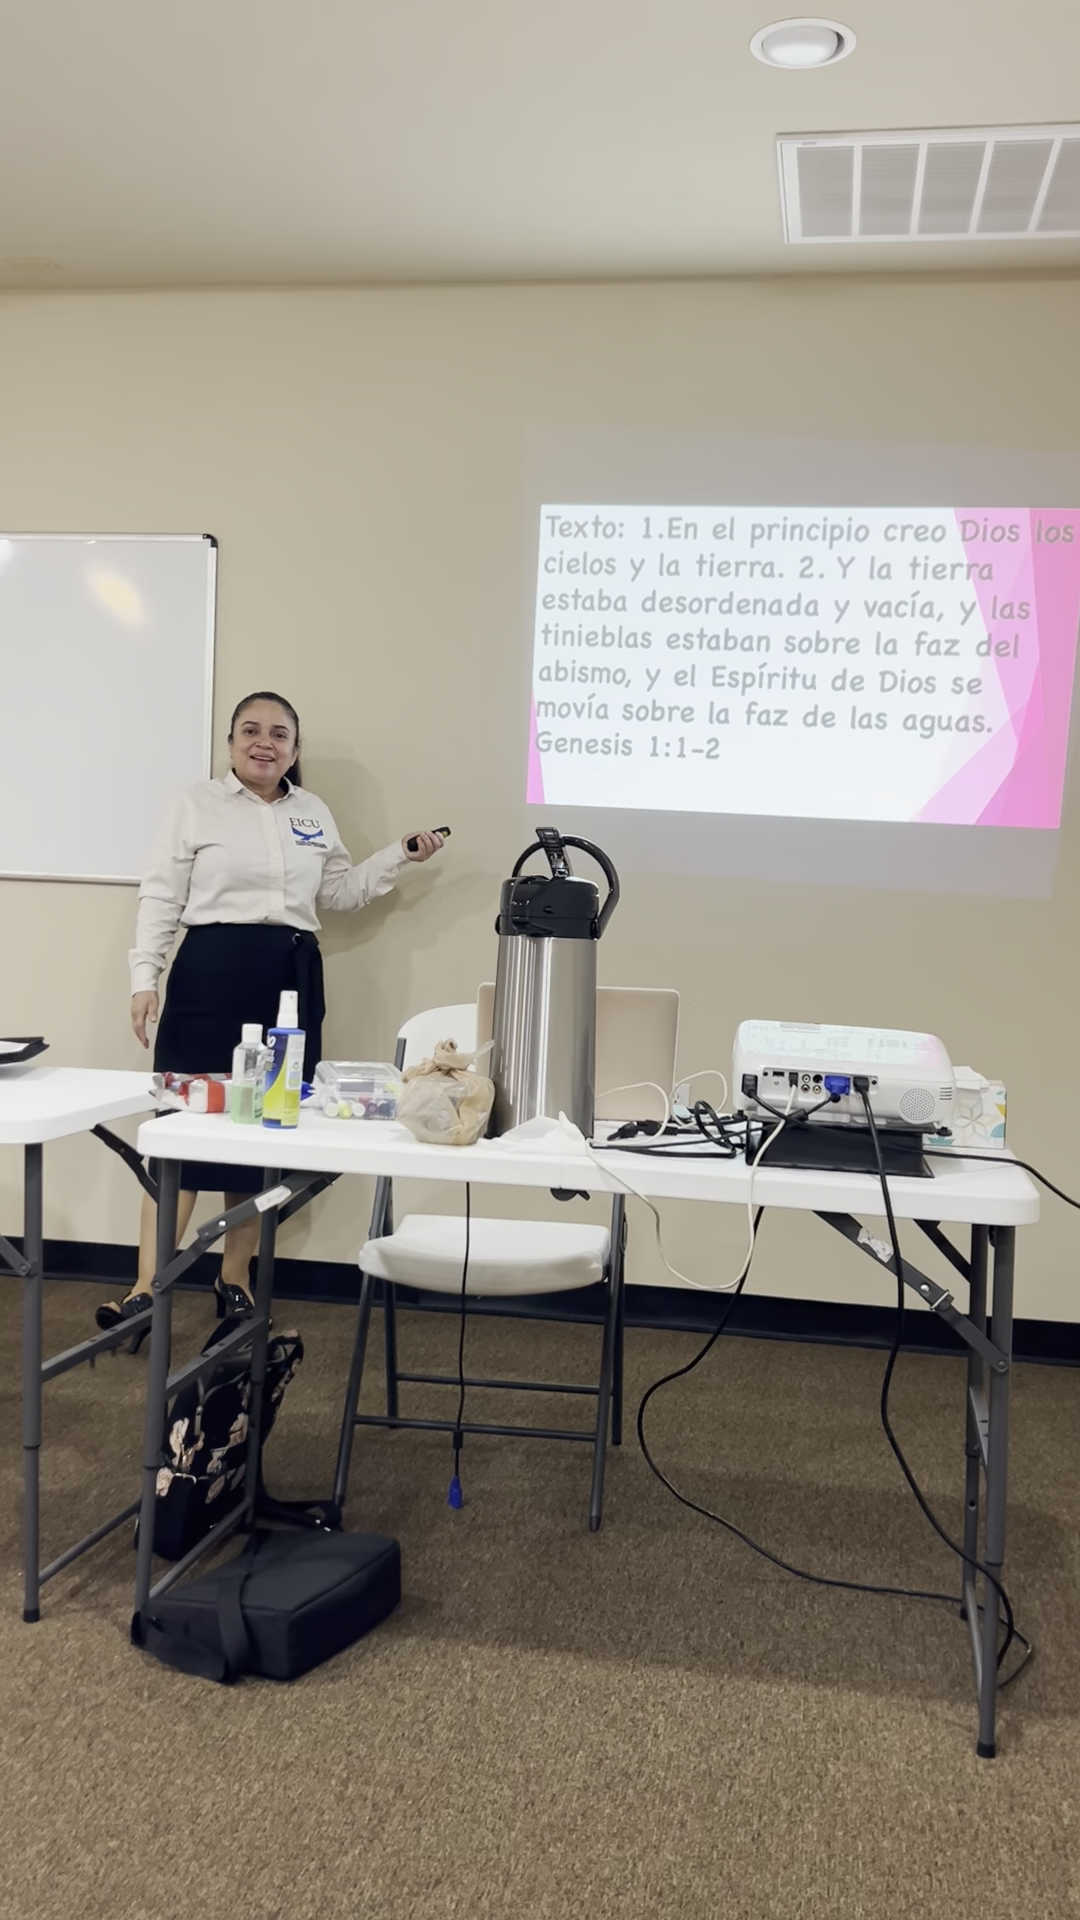 Texto: 1.En el principio creo Dios los
cielos y la tierra. 2. Y la tierra
estaba desordenada y vacía, y las
tinieblas estaban sobre la faz del
abismo, y el Espíritu de Dios se
movía sobre la faz de las aguas.
Genesis 1:1-2
EICU